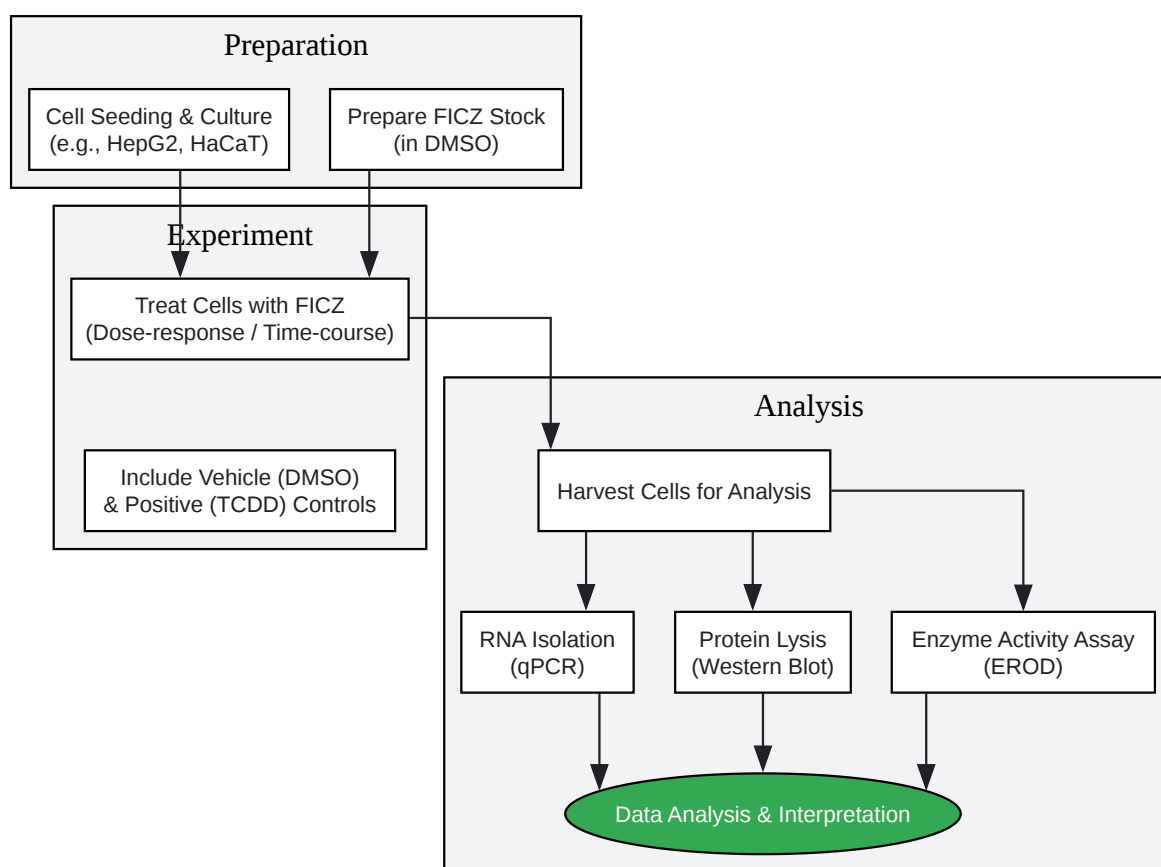 Preparation
Cell Seeding & Culture
(e.g., HepG2, HaCaT)
Prepare FICZ Stock
(in DMSO)
Experiment
Treat Cells with FICZ
(Dose-response / Time-course)
Include Vehicle (DMSO)
& Positive (TCDD) Controls
Analysis
Harvest Cells for Analysis
RNA Isolation
(qPCR)
Protein Lysis
(Western Blot)
Enzyme Activity Assay
(EROD)
Data Analysis & Interpretation